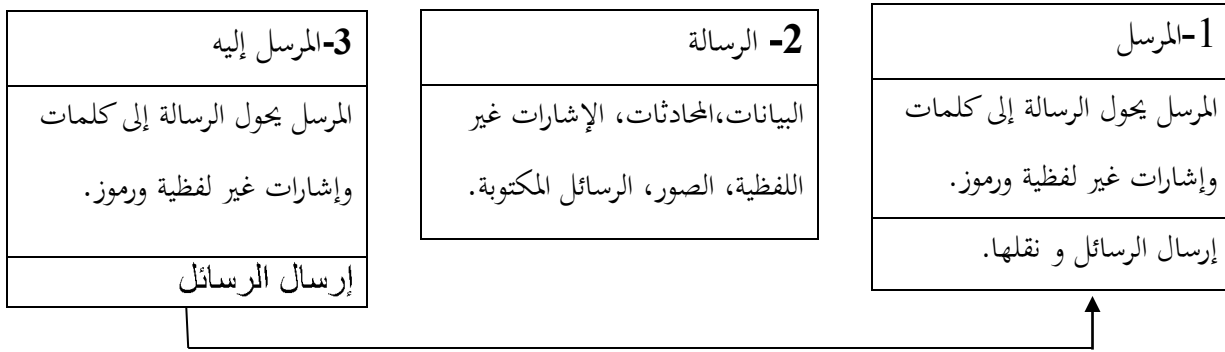 1-المرسل
المرسل يحول الرسالة إلى كلمات
وإشارات غير لفظية ورموز.
إرسال الرسائل و نقلها.
2- الرسالة
البيانات،المحادثات، الإشارات غير
اللفظية، الصور، الرسائل المكتوبة.
3-المرسل إليه
المرسل يحول الرسالة إلى كلمات
وإشارات غير لفظية ورموز.
إرسال الرسائل